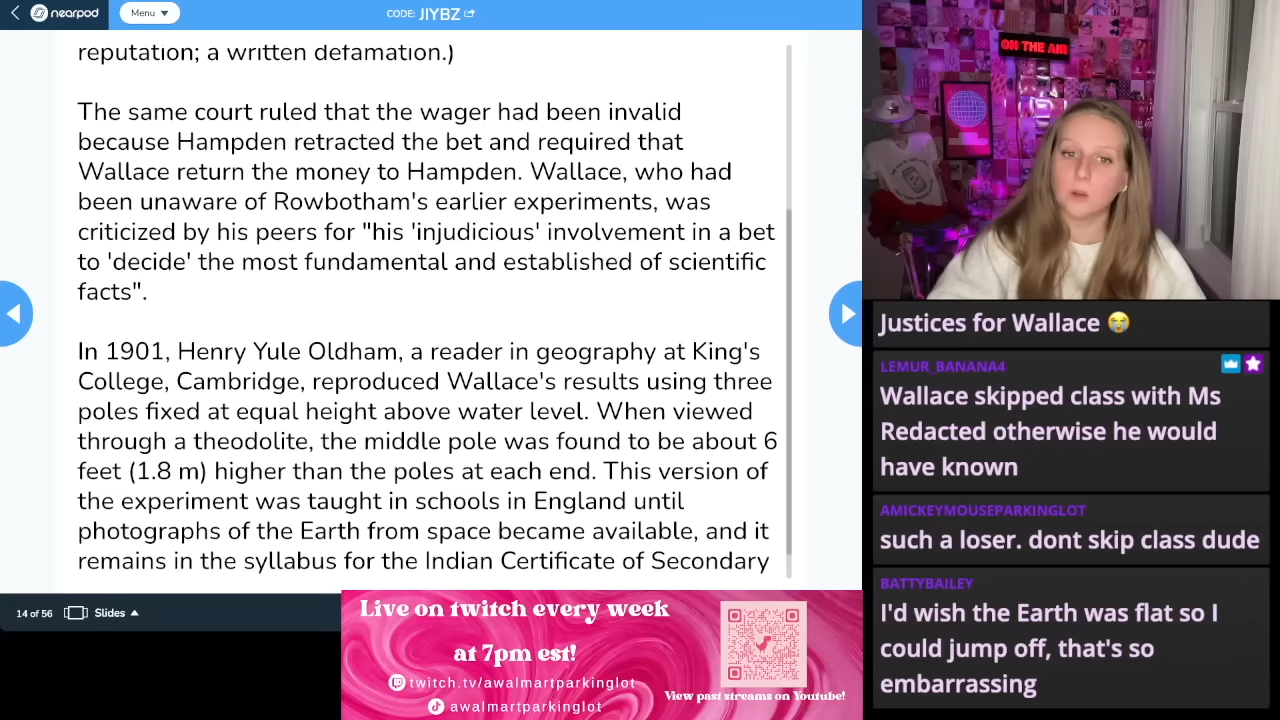 nearpod
Menu
CODE: JIYBZ
reputation; a written defamation.)
The same court ruled that the wager had been invalid
because Hampden retracted the bet and required that
Wallace return the money to Hampden. Wallace, who had
been unaware of Rowbotham's earlier experiments, was
criticized by his peers for "his 'injudicious' involvement in a bet
to 'decide' the most fundamental and established of scientific
facts".
In 1901, Henry Yule Oldham, a reader in geography at King's
College, Cambridge, reproduced Wallace's results using three
poles fixed at equal height above water level. When viewed
through a theodolite, the middle pole was found to be about 6
feet (1.8 m) higher than the poles at each end. This version of
the experiment was taught in schools in England until
photographs of the Earth from space became available, and it
remains in the syllabus for the Indian Certificate of Secondary
14 of 56
Slides
Live on twitch every week
at 7pm est!
twitch.tv/awalmartparkinglot
awalmartparkinglot
View past streams on Youtube!
ON THE AIR
Justices for Wallace 😭
LEMUR_BANANA4
Wallace skipped class with Ms
Redacted otherwise he would
have known
AMICKEYMOUSEPARKINGLOT
such a loser. dont skip class dude
BATTYBAILEY
I'd wish the Earth was flat so I
could jump off, that's so
embarrassing